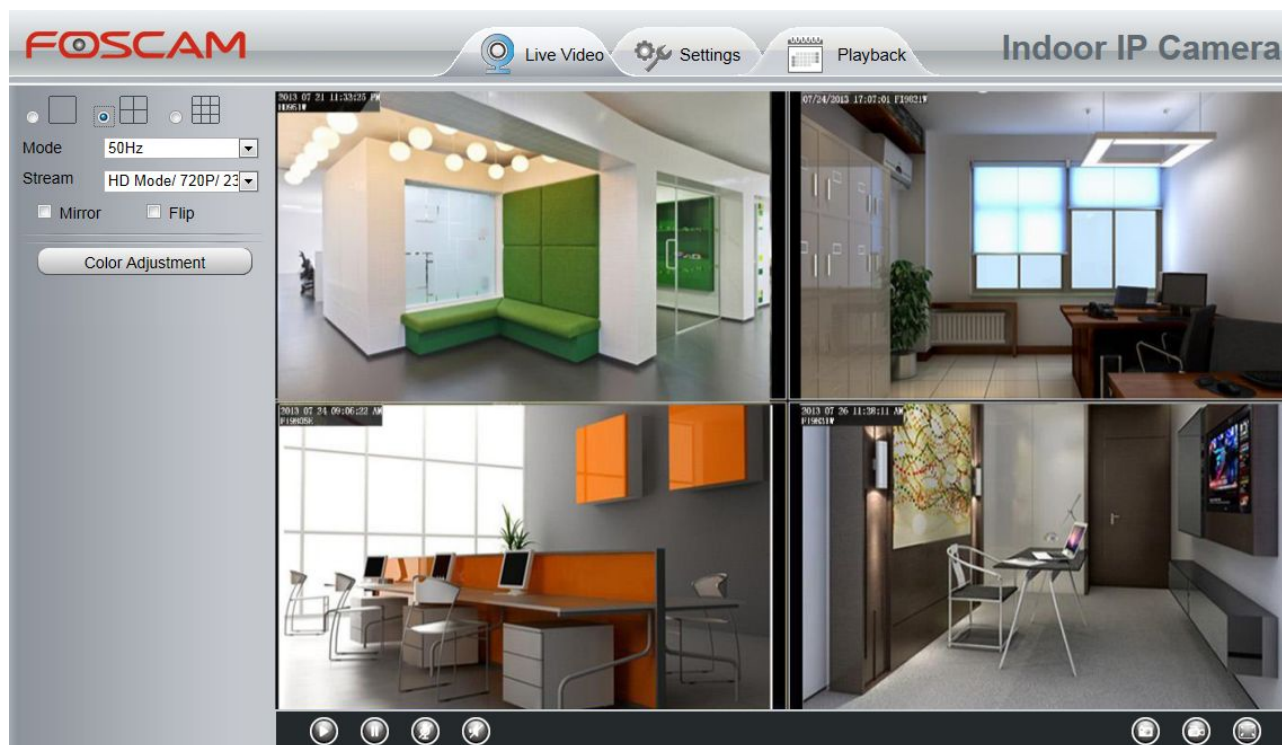 FOSCAM
Live Video
Settings
Playback
Indoor IP Camera
Mode
50Hz
Stream
HD Mode/ 720P/ 23
Mirror
Flip
Color Adjustment
2013 07 21 11:33:25 PM
07/24/2013 17:07:01 FI9821W
2013 07 24 09:06:22 AM
2013 07 26 11:28:11 AM